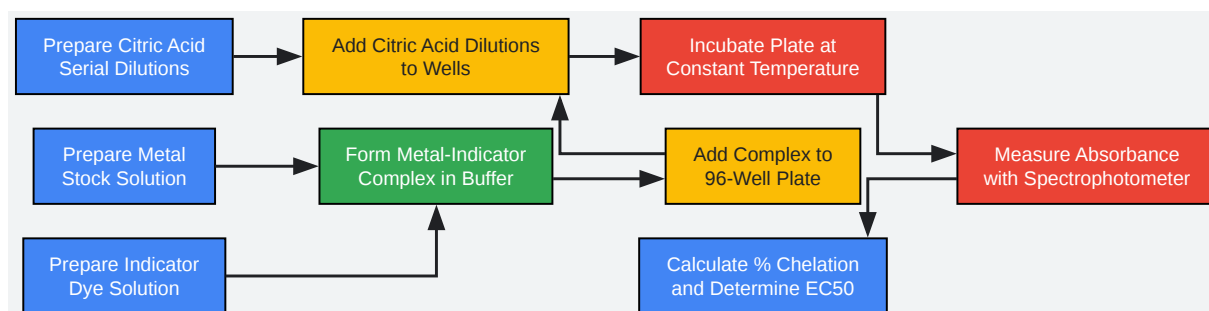 Prepare Citric Acid
Serial Dilutions
Add Citric Acid Dilutions
to Wells
Incubate Plate at
Constant Temperature
Prepare Metal
Stock Solution
Form Metal-Indicator
Complex in Buffer
Add Complex to
96-Well Plate
Measure Absorbance
with Spectrophotometer
Prepare Indicator
Dye Solution
Calculate % Chelation
and Determine EC50